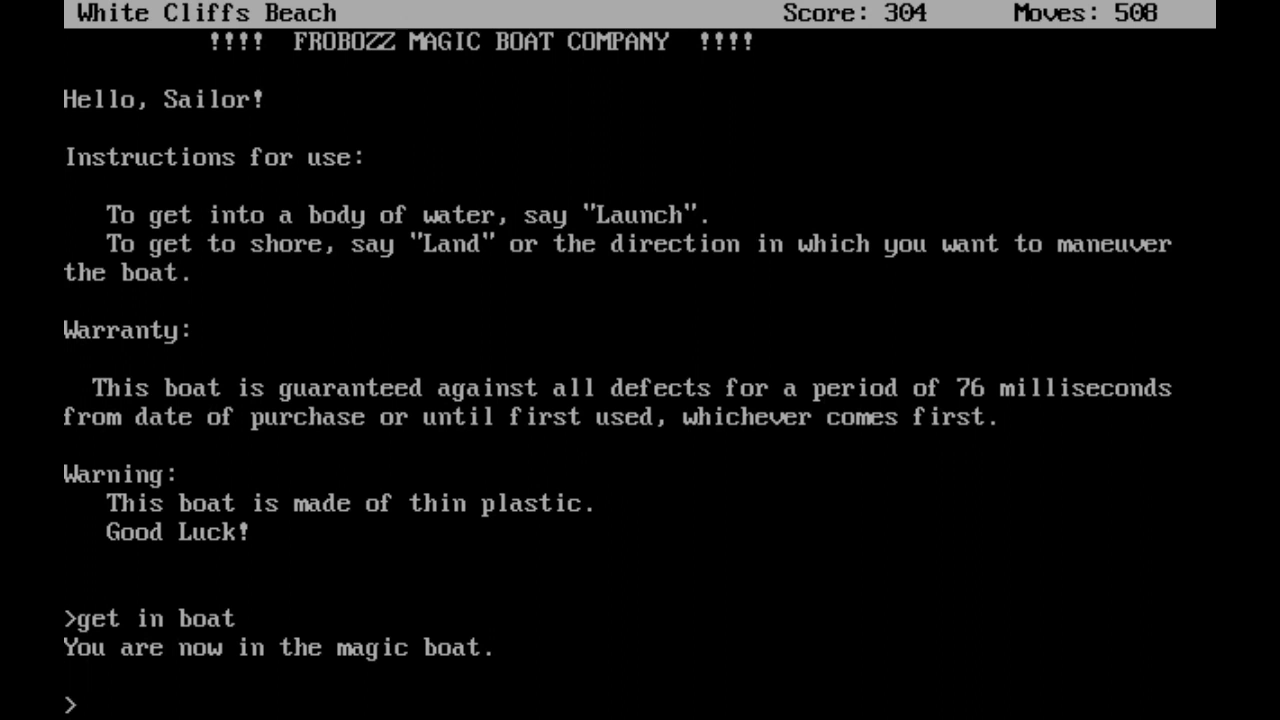 White Cliffs Beach Score: 304 Moves: 508
!!!! FROBOZZ MAGIC BOAT COMPANY !!!!
Hello, Sailor!
Instructions for use:
To get into a body of water, say "Launch".
To get to shore, say "Land" or the direction in which you want to maneuver
the boat.
Warranty:
This boat is guaranteed against all defects for a period of 76 milliseconds
from date of purchase or until first used, whichever comes first.
Warning:
This boat is made of thin plastic.
Good Luck!
>get in boat
You are now in the magic boat.
>